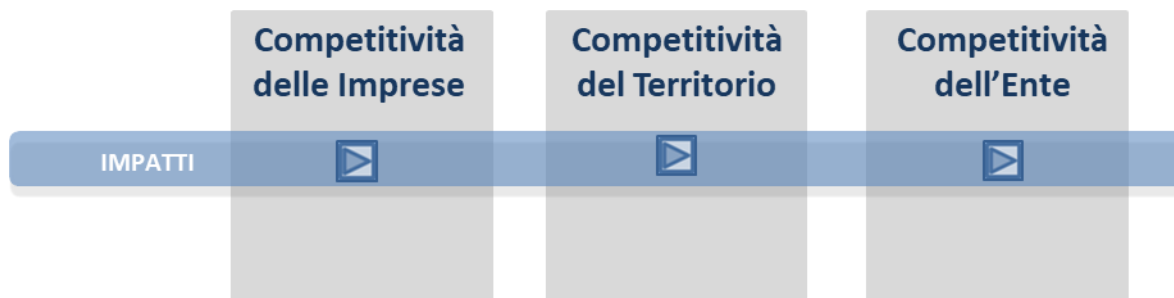 Competitività
delle Imprese
Competitività
del Territorio
Competitività
dell’Ente
IMPATTI